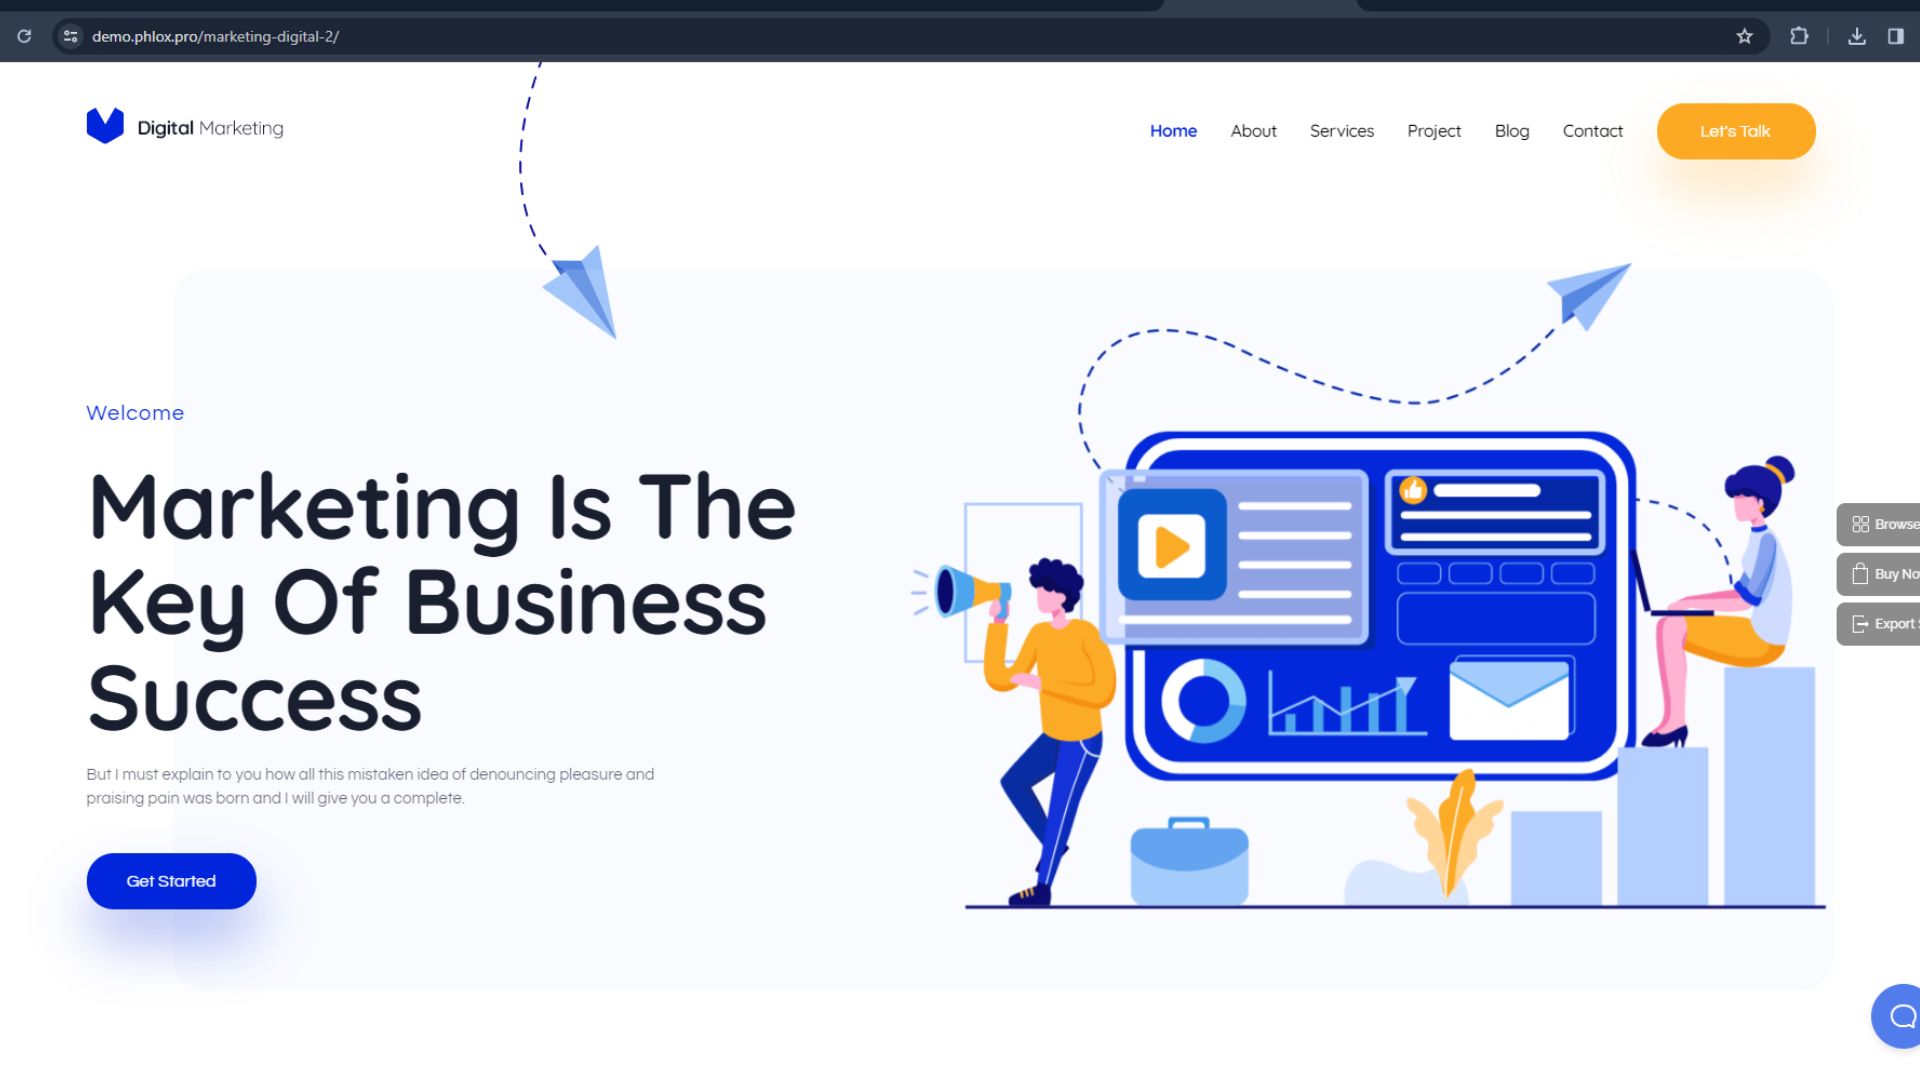 demo.phlox.pro/marketing-digital-2/
Digital Marketing
Home About Services Project Blog Contact Let's Talk
Welcome
Marketing Is The
Key Of Business
Success
But I must explain to you how all this mistaken idea of denouncing pleasure and
praising pain was born and I will give you a complete.
Get Started
Browse
Buy No
Export S